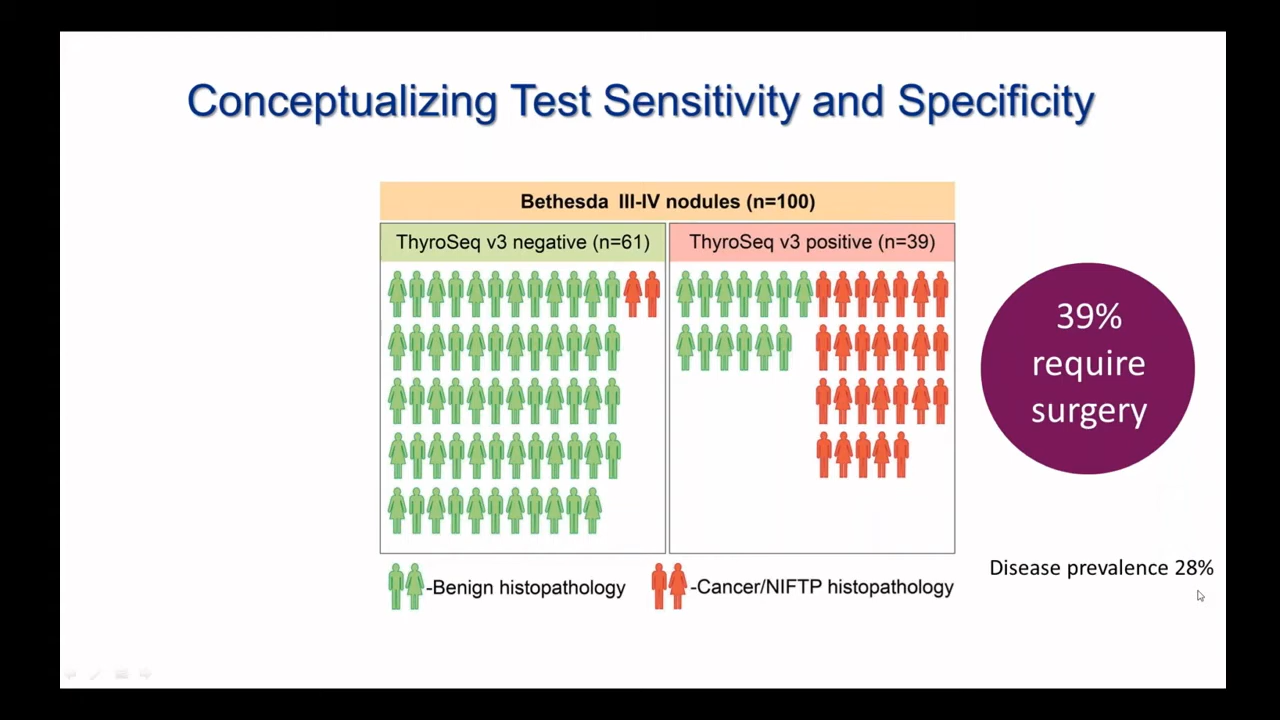 Conceptualizing Test Sensitivity and Specificity
Bethesda III-IV nodules (n=100)
ThyroSeq v3 negative (n=61)
ThyroSeq v3 positive (n=39)
39%
require
surgery
Disease prevalence 28%
-Benign histopathology
-Cancer/NIFTP histopathology